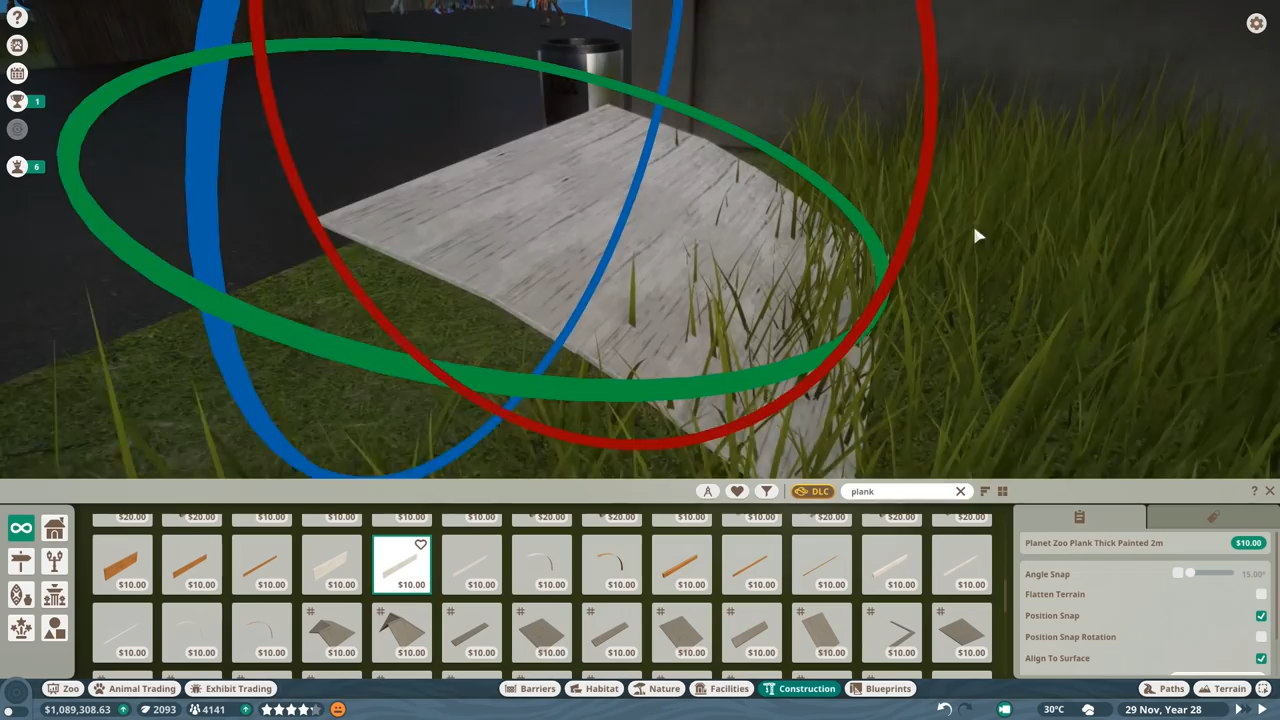 ?
1
6
DLC
plank
? ×
$20.00 $20.00 $10.00 $20.00 $10.00 $10.00 $20.00 $20.00 $20.00 $20.00 $20.00 $10.00 $10.00
$10.00 $10.00 $10.00 $10.00 $10.00 $10.00 $10.00 $10.00 $10.00 $10.00 $10.00 $10.00 $10.00
# # # # # # # # # #
$10.00 $10.00 $10.00 $10.00 $10.00 $10.00 $10.00 $10.00 $10.00 $10.00 $10.00 $10.00 $10.00
Planet Zoo Plank Thick Painted 2m $10.00
Angle Snap 15.00°
Flatten Terrain
Position Snap
Position Snap Rotation
Align To Surface
Zoo Animal Trading Exhibit Trading Barriers Habitat Nature Facilities Construction Blueprints Paths Terrain
$1,089,308.63 2093 4141 30°C 29 Nov, Year 28